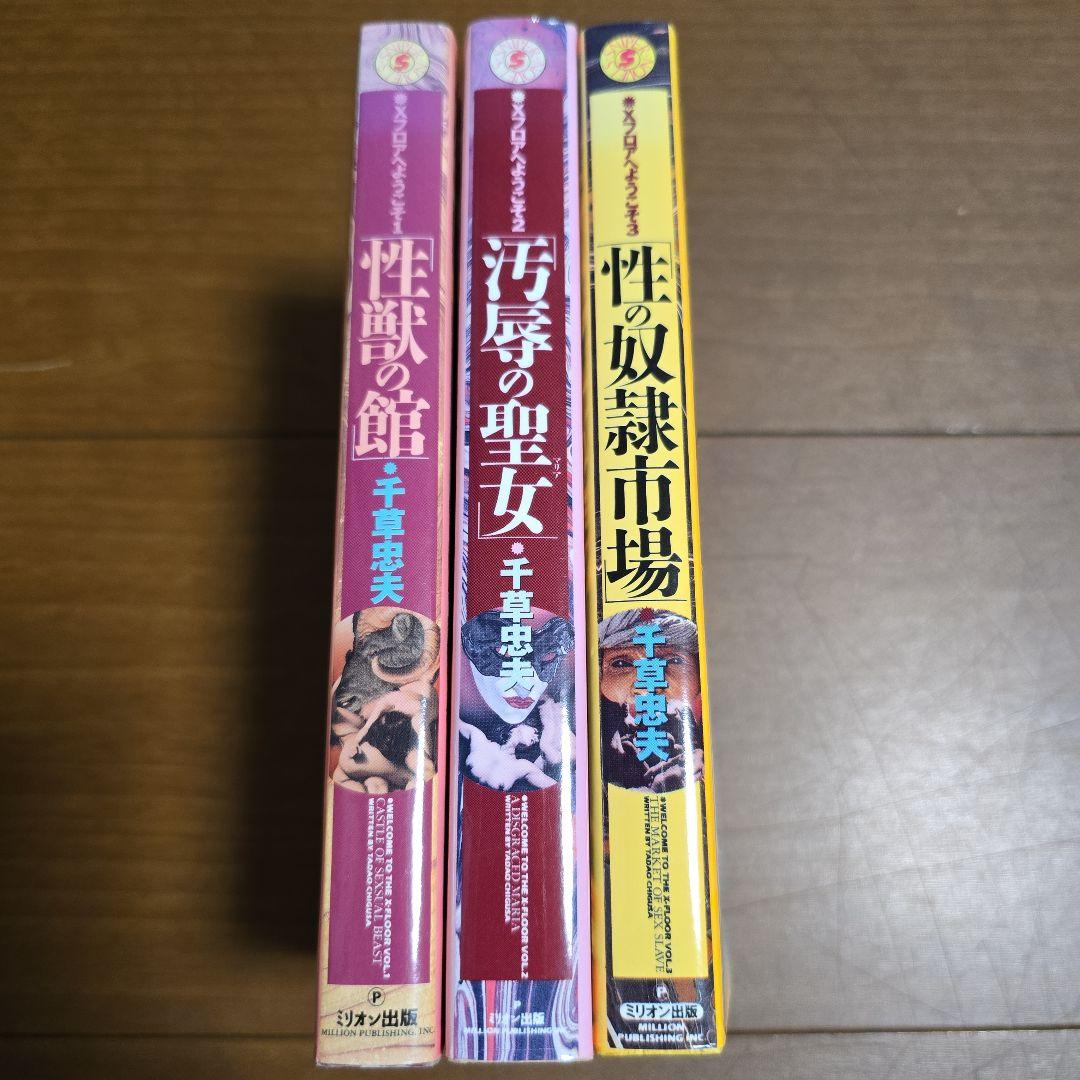 S
Xフロアへようこそ1
「性獣の館」
千草忠夫
●WELCOME TO THE X-FLOOR VOL.1
CASTLE OF SEXSUAL BEAST
WRITTEN BY TADAO CHIGUSA
P
ミリオン出版
MILLION PUBLISHING. INC
S
Xフロアへようこそ2
「汚辱の聖女」
マリア
千草忠夫
●WELCOME TO THE X-FLOOR VOL.2
A DISGRACED MARIA
WRITTEN BY TADAO CHIGUSA
P
ミリオン出版
MILLION PUBLISHING. INC
S
Xフロアへようこそ3
「性の奴隷市場」
千草忠夫
●WELCOME TO THE X-FLOOR VOL.3
THE MARKET OF SEX SLAVE
WRITTEN BY TADAO CHIGUSA
P
ミリオン出版
MILLION
PUBLISHING. INC